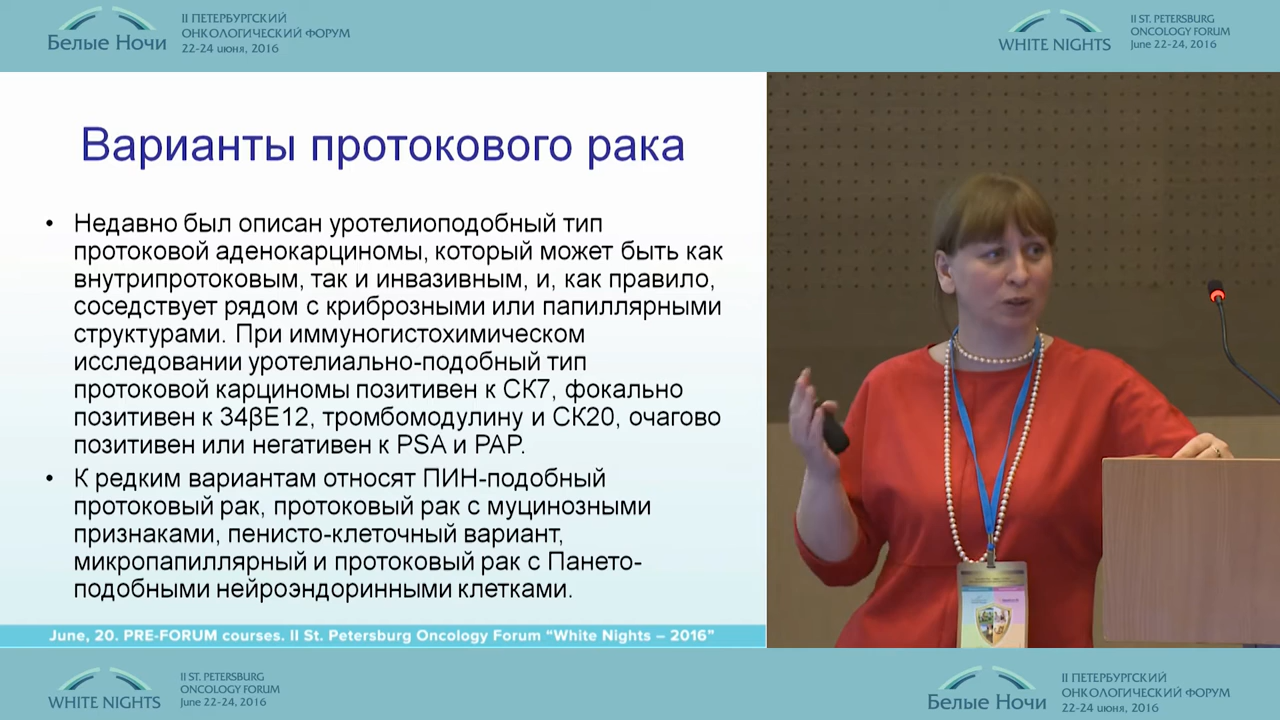 Белые Ночи
II ПЕТЕРБУРГСКИЙ
ОНКОЛОГИЧЕСКИЙ ФОРУМ
22-24 июня, 2016
WHITE NIGHTS
II ST. PETERSBURG
ONCOLOGY FORUM
June 22-24, 2016
Варианты протокового рака
• Недавно был описан уротелиоподобный тип
протоковой аденокарциномы, который может быть как
внутрипротоковым, так и инвазивным, и, как правило,
соседствует рядом с криброзными или папиллярными
структурами. При иммуногистохимическом
исследовании уротелиально-подобный тип
протоковой карциномы позитивен к СК7, фокально
позитивен к 34βЕ12, тромбомодулину и СК20, очагово
позитивен или негативен к PSA и PAP.
• К редким вариантам относят ПИН-подобный
протоковый рак, протоковый рак с муцинозными
признаками, пенисто-клеточный вариант,
микропапиллярный и протоковый рак с Пането-
подобными нейроэндоринными клетками.
June, 20. PRE-FORUM courses. II St. Petersburg Oncology Forum “White Nights – 2016”
WHITE NIGHTS
II ST. PETERSBURG
ONCOLOGY FORUM
June 22-24, 2016
Белые Ночи
II ПЕТЕРБУРГСКИЙ
ОНКОЛОГИЧЕСКИЙ ФОРУМ
22-24 июня, 2016